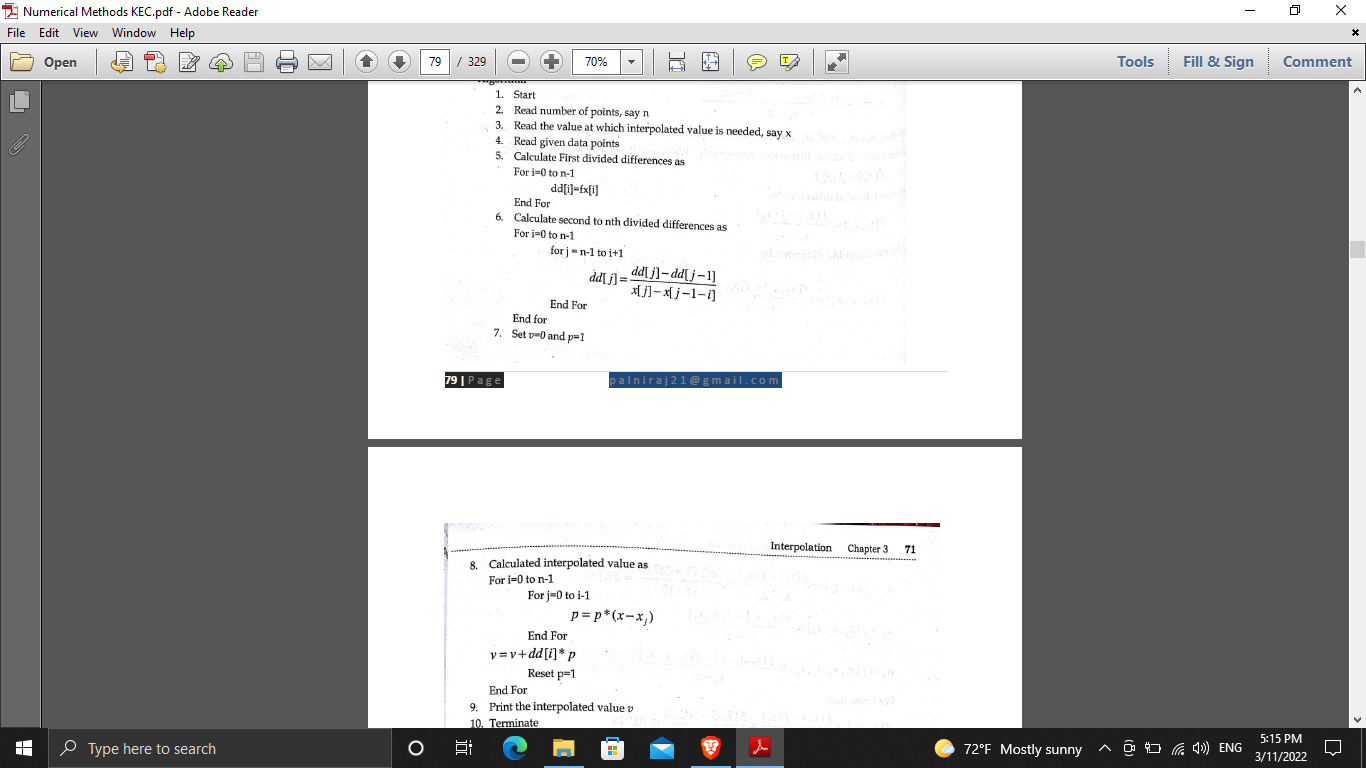 Numerical Methods KEC.pdf - Adobe Reader
File Edit View Window Help
Open 79 / 329 70% Tools Fill & Sign Comment
1. Start
2. Read number of points, say n
3. Read the value at which interpolated value is needed, say x
4. Read given data points
5. Calculate First divided differences as
For i=0 to n-1
dd[i]=fx[i]
End For
6. Calculate second to nth divided differences as
For i=0 to n-1
for j = n-1 to i+1
dd[j]= dd[j]-dd[j-1]
x[j]-x[j-1-i]
End For
End for
7. Set v=0 and p=1
79 | Page palniraj21@gmail.com
Interpolation Chapter 3 71
8. Calculated interpolated value as
For i=0 to n-1
For j=0 to i-1
p = p*(x-xj)
End For
v=v+dd[i]* p
Reset p=1
End For
9. Print the interpolated value v
10. Terminate
Type here to search
72°F Mostly sunny
ENG
5:15 PM
3/11/2022